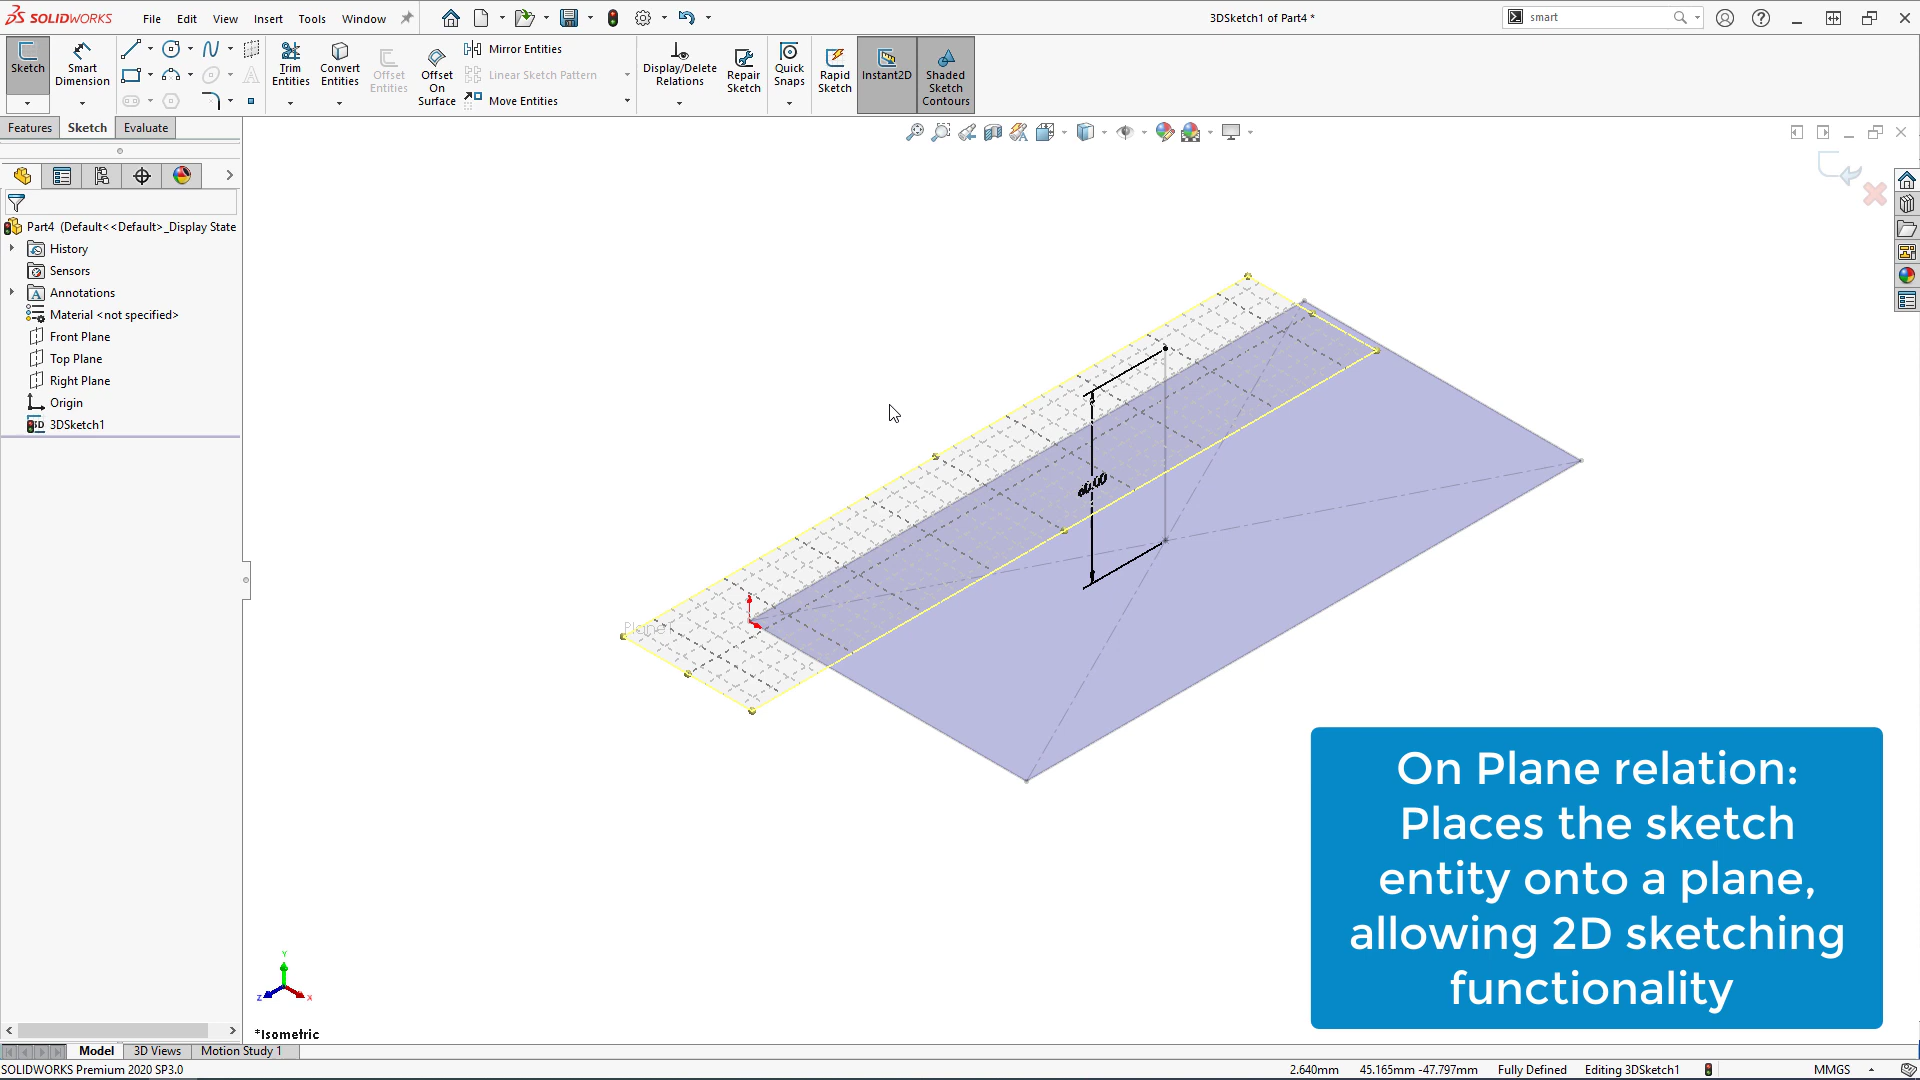 SOLIDWORKS
File
Edit
View
Insert
Tools
Window
3DSketch1 of Part4 *
smart
Sketch
Smart
Dimension
Trim
Entities
Convert
Entities
Offset
Entities
Offset
On
Surface
Mirror Entities
Linear Sketch Pattern
Move Entities
Display/Delete
Relations
Repair
Sketch
Quick
Snaps
Rapid
Sketch
Instant2D
Shaded
Sketch
Contours
Features
Sketch
Evaluate
Part4 (Default<<Default>_Display State
History
Sensors
Annotations
Material <not specified>
Front Plane
Top Plane
Right Plane
Origin
3DSketch1
Y
Z
X
*Isometric
On Plane relation:
Places the sketch
entity onto a plane,
allowing 2D sketching
functionality
Model
3D Views
Motion Study 1
SOLIDWORKS Premium 2020 SP3.0
2.640mm
45.165mm -47.797mm
Fully Defined
Editing 3DSketch1
MMGS